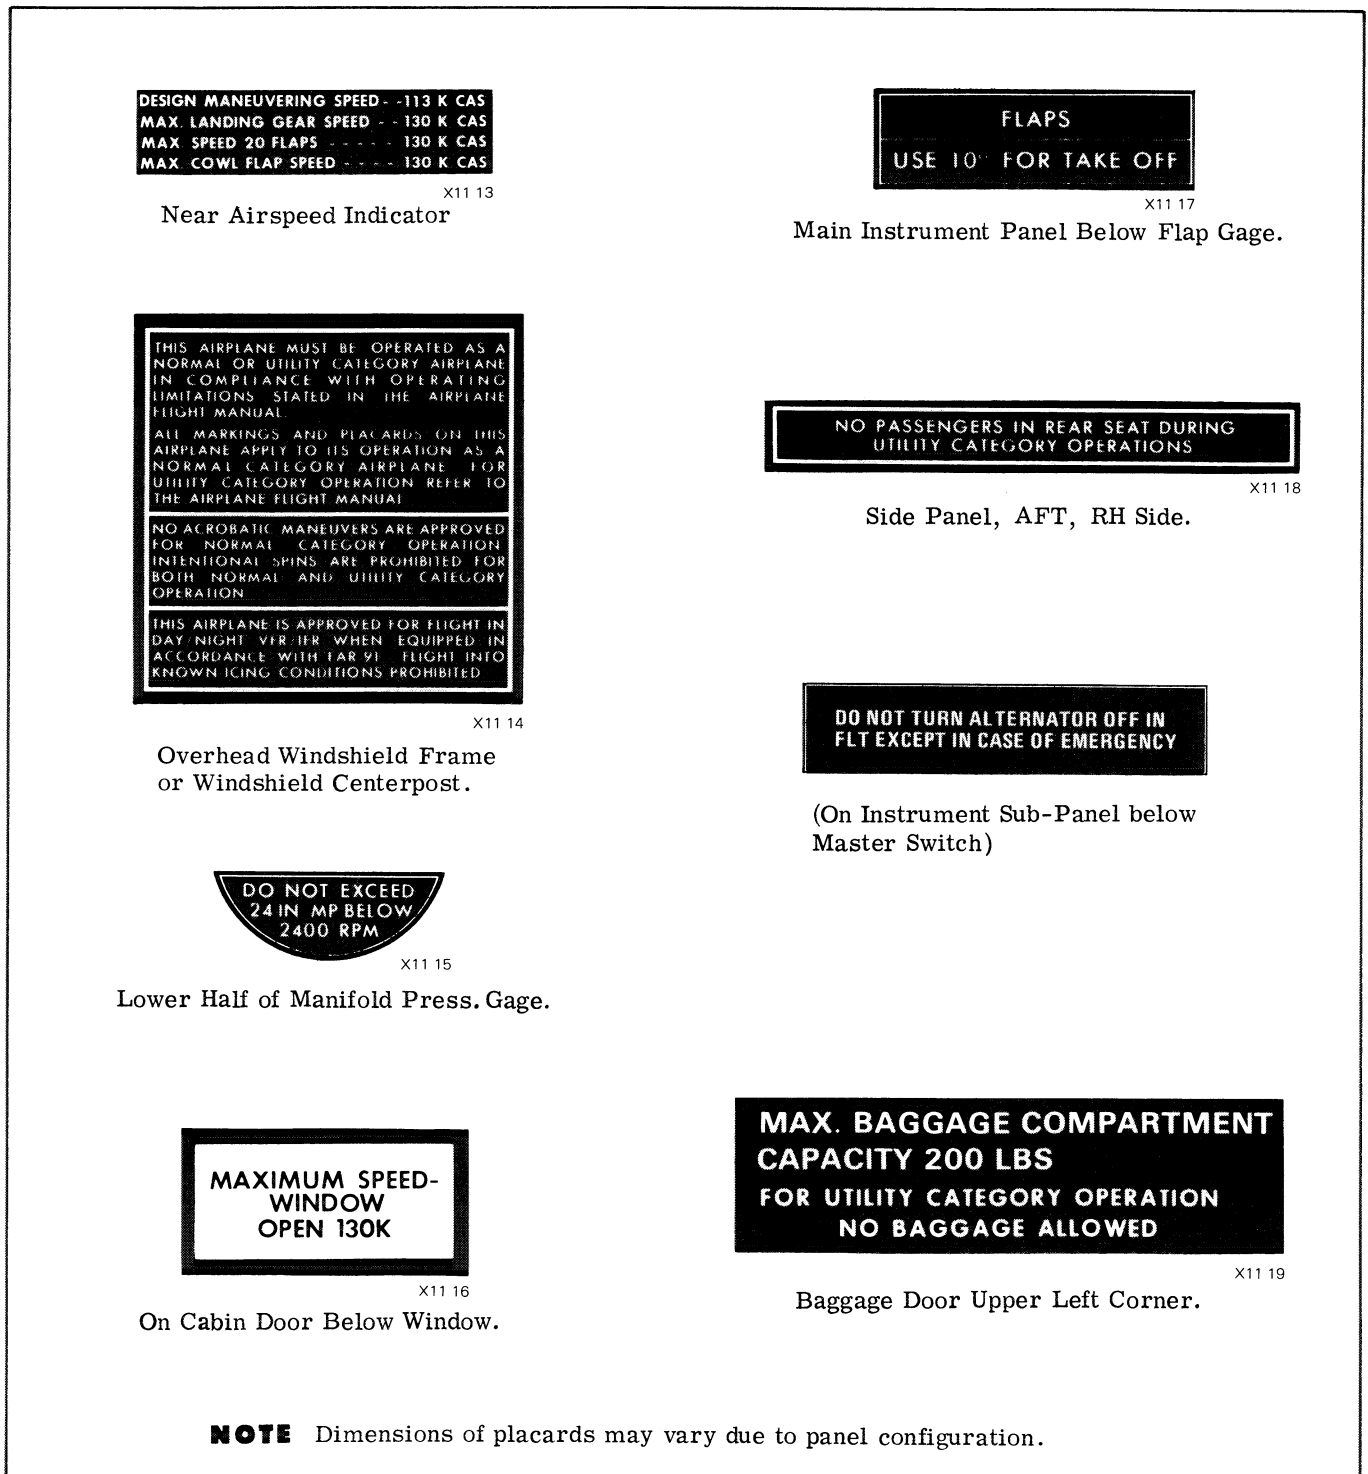 DESIGN MANEUVERING SPEED - -113 K CAS
MAX. LANDING GEAR SPEED - - 130 K CAS
MAX SPEED 20 FLAPS - - - - - 130 K CAS
MAX. COWL FLAP SPEED - - - - 130 K CAS
X11 13
Near Airspeed Indicator
THIS AIRPLANE MUST BE OPERATED AS A
NORMAL OR UTILITY CATEGORY AIRPLANE
IN COMPLIANCE WITH OPERATING
LIMITATIONS STATED IN THE AIRPLANE
FLIGHT MANUAL.
ALL MARKINGS AND PLACARDS ON THIS
AIRPLANE APPLY TO ITS OPERATION AS A
NORMAL CATEGORY AIRPLANE FOR
UTILITY CATEGORY OPERATION REFER TO
THE AIRPLANE FLIGHT MANUAL
NO ACROBATIC MANEUVERS ARE APPROVED
FOR NORMAL CATEGORY OPERATION
INTENTIONAL SPINS ARE PROHIBITED FOR
BOTH NORMAL AND UTILITY CATEGORY
OPERATION
THIS AIRPLANE IS APPROVED FOR FLIGHT IN
DAY/NIGHT VFR/IFR WHEN EQUIPPED IN
ACCORDANCE WITH FAR 91 FLIGHT INTO
KNOWN ICING CONDITIONS PROHIBITED
X11 14
Overhead Windshield Frame
or Windshield Centerpost.
DO NOT EXCEED
24 IN MP BELOW
2400 RPM
X11 15
Lower Half of Manifold Press. Gage.
MAXIMUM SPEED-
WINDOW
OPEN 130K
X11 16
On Cabin Door Below Window.
FLAPS
USE 10° FOR TAKE OFF
X11 17
Main Instrument Panel Below Flap Gage.
NO PASSENGERS IN REAR SEAT DURING
UTILITY CATEGORY OPERATIONS
X11 18
Side Panel, AFT, RH Side.
DO NOT TURN ALTERNATOR OFF IN
FLT EXCEPT IN CASE OF EMERGENCY
(On Instrument Sub-Panel below
Master Switch)
MAX. BAGGAGE COMPARTMENT
CAPACITY 200 LBS
FOR UTILITY CATEGORY OPERATION
NO BAGGAGE ALLOWED
X11 19
Baggage Door Upper Left Corner.
NOTE Dimensions of placards may vary due to panel configuration.